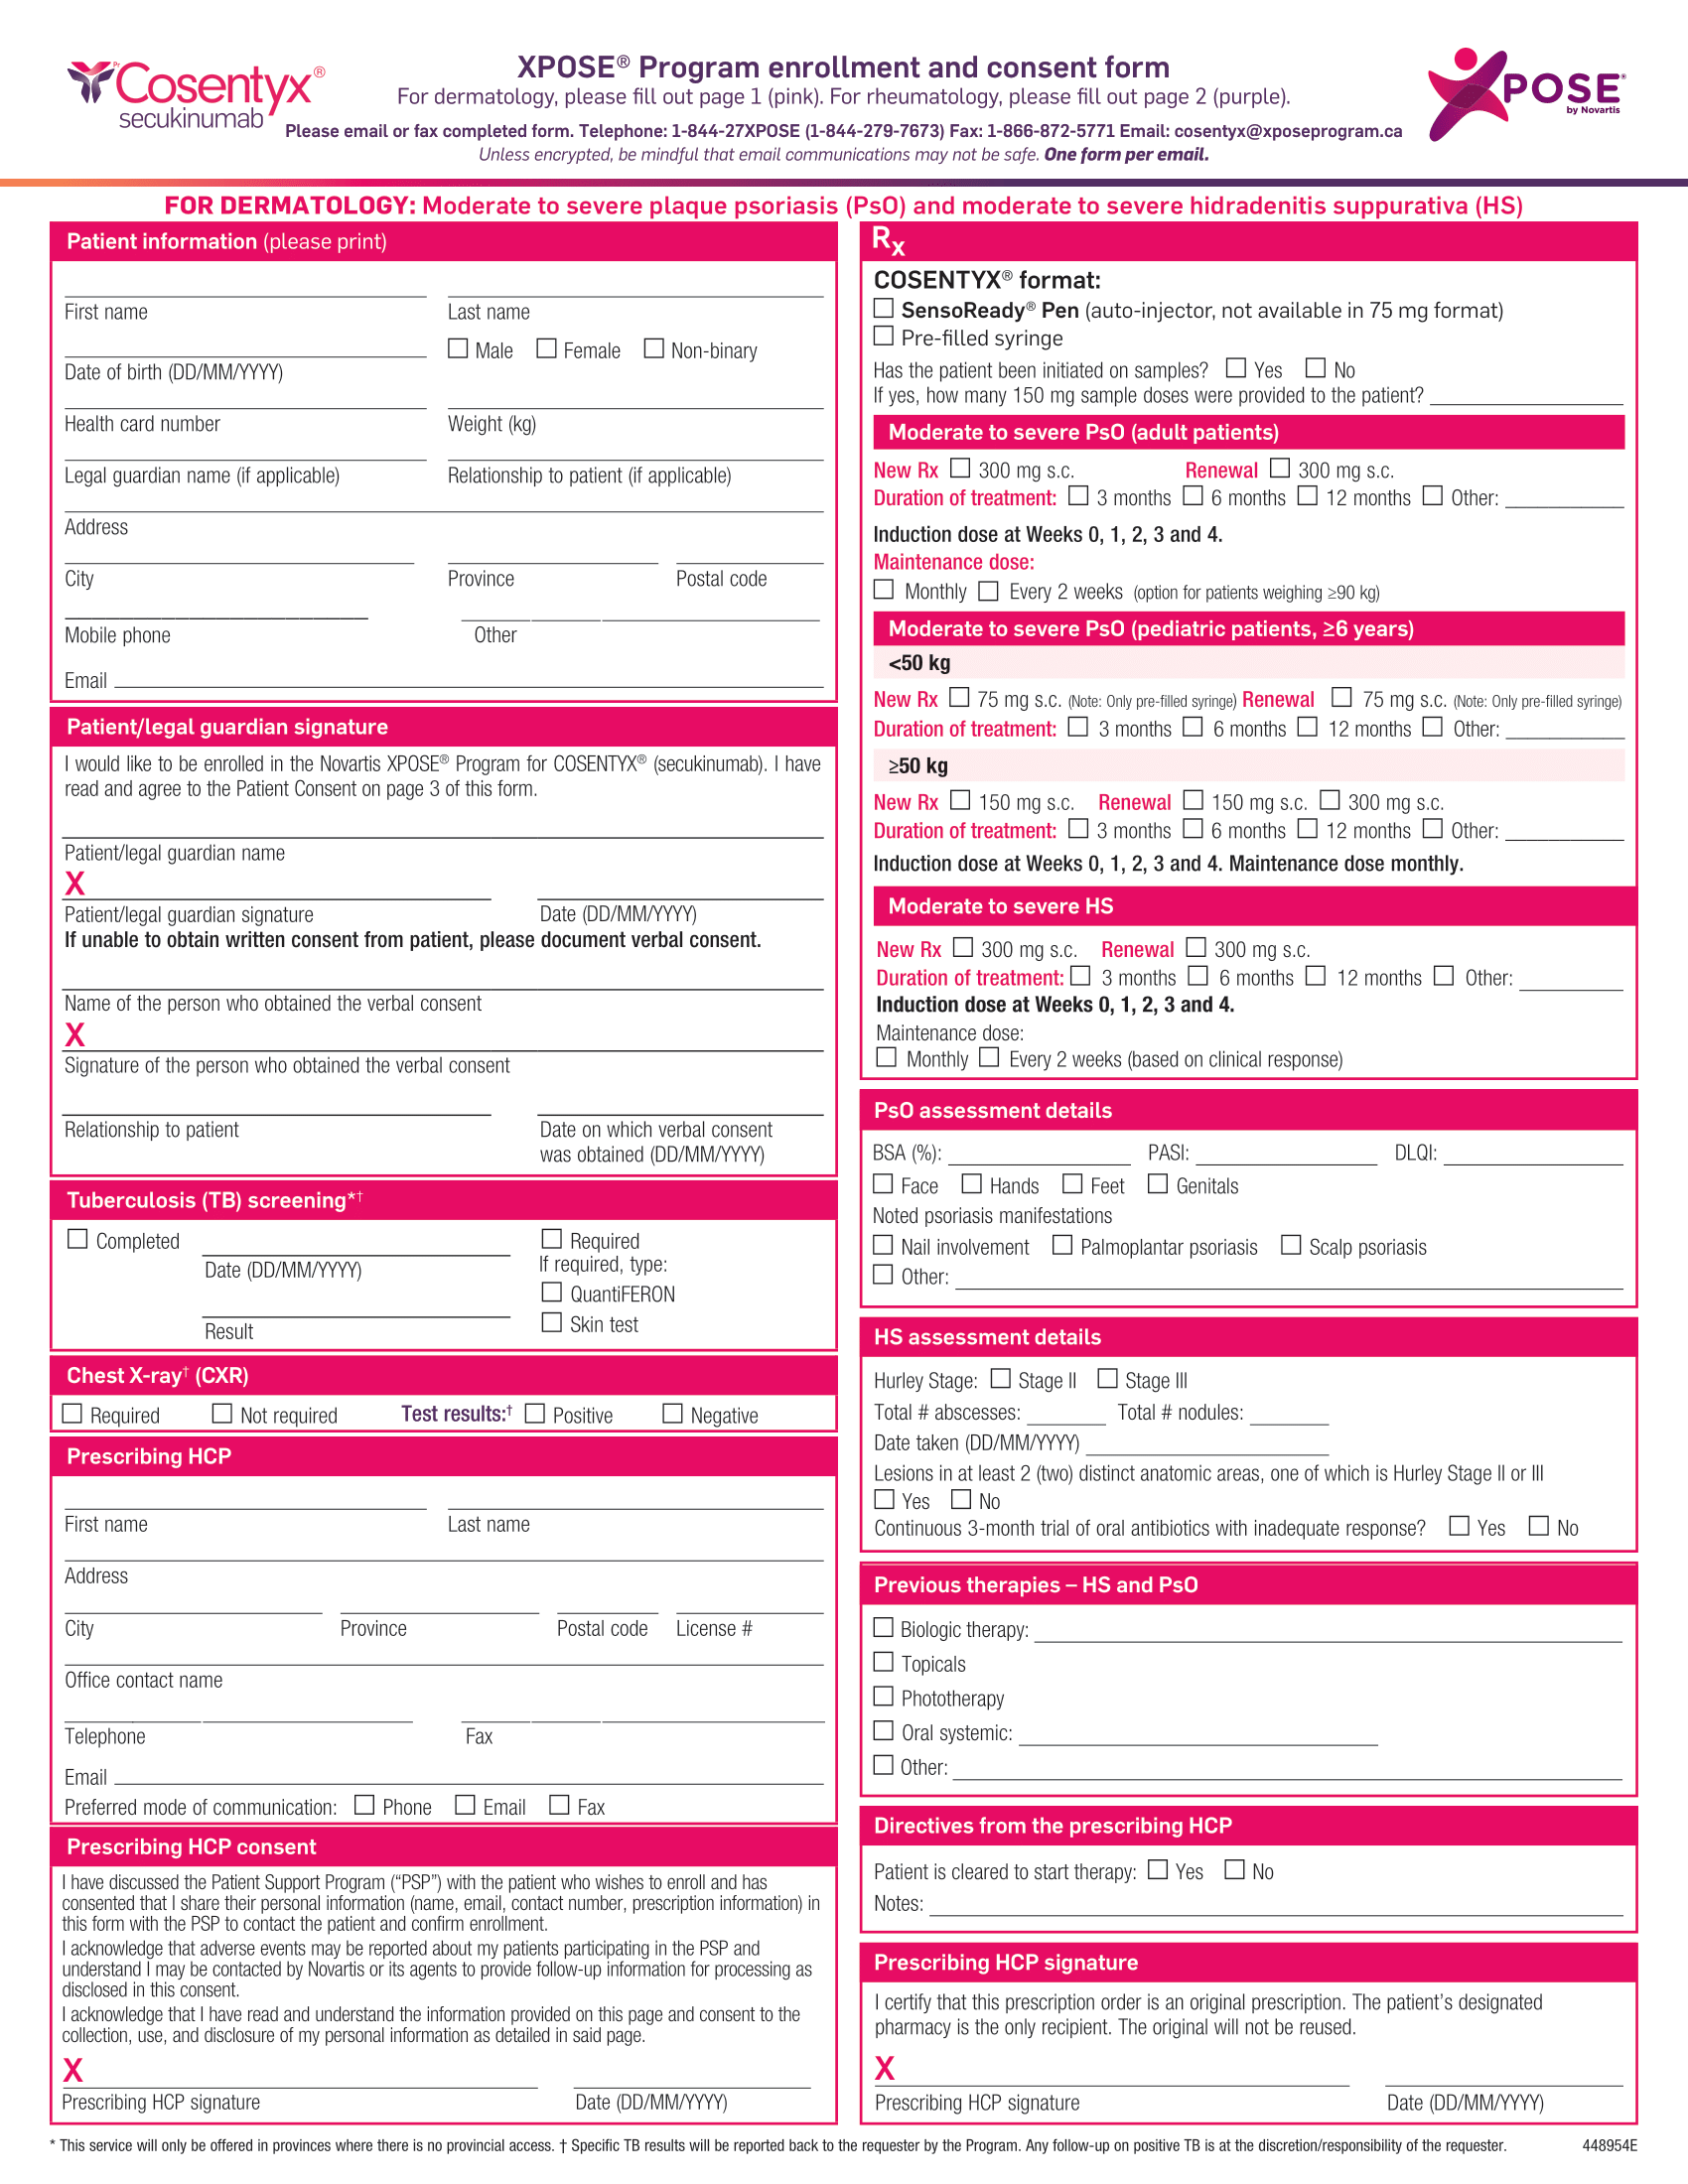 Cosentyx®
Pr
secukinumab
XPOSE® Program enrollment and consent form
For dermatology, please fill out page 1 (pink). For rheumatology, please fill out page 2 (purple).
Please email or fax completed form. Telephone: 1-844-27XPOSE (1-844-279-7673) Fax: 1-866-872-5771 Email: cosentyx@xposeprogram.ca
Unless encrypted, be mindful that email communications may not be safe. One form per email.
XPOSE®
by Novartis
FOR DERMATOLOGY: Moderate to severe plaque psoriasis (PsO) and moderate to severe hidradenitis suppurativa (HS)
Patient information (please print)
First name Last name
Male Female Non-binary
Date of birth (DD/MM/YYYY)
Health card number Weight (kg)
Legal guardian name (if applicable) Relationship to patient (if applicable)
Address
City Province Postal code
Mobile phone Other
Email
Patient/legal guardian signature
I would like to be enrolled in the Novartis XPOSE® Program for COSENTYX® (secukinumab). I have
read and agree to the Patient Consent on page 3 of this form.
Patient/legal guardian name
X
Patient/legal guardian signature Date (DD/MM/YYYY)
If unable to obtain written consent from patient, please document verbal consent.
Name of the person who obtained the verbal consent
X
Signature of the person who obtained the verbal consent
Relationship to patient Date on which verbal consent
was obtained (DD/MM/YYYY)
Tuberculosis (TB) screening*†
Completed Required
Date (DD/MM/YYYY) If required, type:
QuantiFERON
Result Skin test
Chest X-ray† (CXR)
Required Not required Test results:† Positive Negative
Prescribing HCP
First name Last name
Address
City Province Postal code License #
Office contact name
Telephone Fax
Email
Preferred mode of communication: Phone Email Fax
Prescribing HCP consent
I have discussed the Patient Support Program (“PSP”) with the patient who wishes to enroll and has
consented that I share their personal information (name, email, contact number, prescription information) in
this form with the PSP to contact the patient and confirm enrollment.
I acknowledge that adverse events may be reported about my patients participating in the PSP and
understand I may be contacted by Novartis or its agents to provide follow-up information for processing as
disclosed in this consent.
I acknowledge that I have read and understand the information provided on this page and consent to the
collection, use, and disclosure of my personal information as detailed in said page.
X
Prescribing HCP signature Date (DD/MM/YYYY)
Rx
COSENTYX® format:
SensoReady® Pen (auto-injector, not available in 75 mg format)
Pre-filled syringe
Has the patient been initiated on samples? Yes No
If yes, how many 150 mg sample doses were provided to the patient?
Moderate to severe PsO (adult patients)
New Rx 300 mg s.c. Renewal 300 mg s.c.
Duration of treatment: 3 months 6 months 12 months Other:
Induction dose at Weeks 0, 1, 2, 3 and 4.
Maintenance dose:
Monthly Every 2 weeks (option for patients weighing ≥90 kg)
Moderate to severe PsO (pediatric patients, ≥6 years)
<50 kg
New Rx 75 mg s.c. (Note: Only pre-filled syringe) Renewal 75 mg s.c. (Note: Only pre-filled syringe)
Duration of treatment: 3 months 6 months 12 months Other:
≥50 kg
New Rx 150 mg s.c. Renewal 150 mg s.c. 300 mg s.c.
Duration of treatment: 3 months 6 months 12 months Other:
Induction dose at Weeks 0, 1, 2, 3 and 4. Maintenance dose monthly.
Moderate to severe HS
New Rx 300 mg s.c. Renewal 300 mg s.c.
Duration of treatment: 3 months 6 months 12 months Other:
Induction dose at Weeks 0, 1, 2, 3 and 4.
Maintenance dose:
Monthly Every 2 weeks (based on clinical response)
PsO assessment details
BSA (%): PASI: DLQI:
Face Hands Feet Genitals
Noted psoriasis manifestations
Nail involvement Palmoplantar psoriasis Scalp psoriasis
Other:
HS assessment details
Hurley Stage: Stage II Stage III
Total # abscesses: Total # nodules:
Date taken (DD/MM/YYYY)
Lesions in at least 2 (two) distinct anatomic areas, one of which is Hurley Stage II or III
Yes No
Continuous 3-month trial of oral antibiotics with inadequate response? Yes No
Previous therapies – HS and PsO
Biologic therapy:
Topicals
Phototherapy
Oral systemic:
Other:
Directives from the prescribing HCP
Patient is cleared to start therapy: Yes No
Notes:
Prescribing HCP signature
I certify that this prescription order is an original prescription. The patient’s designated
pharmacy is the only recipient. The original will not be reused.
X
Prescribing HCP signature Date (DD/MM/YYYY)
* This service will only be offered in provinces where there is no provincial access. † Specific TB results will be reported back to the requester by the Program. Any follow-up on positive TB is at the discretion/responsibility of the requester. 448954E